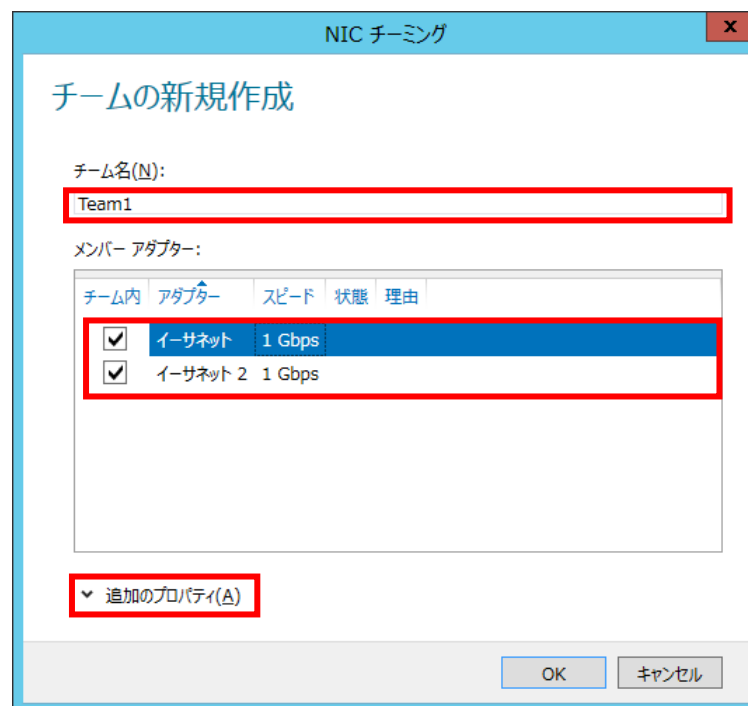 NIC チーミング
x
チームの新規作成
チーム名(N):
Team1
メンバー アダプター:
チーム内 アダプター スピード 状態 理由
イーサネット 1 Gbps
イーサネット 2 1 Gbps
追加のプロパティ(A)
OK キャンセル